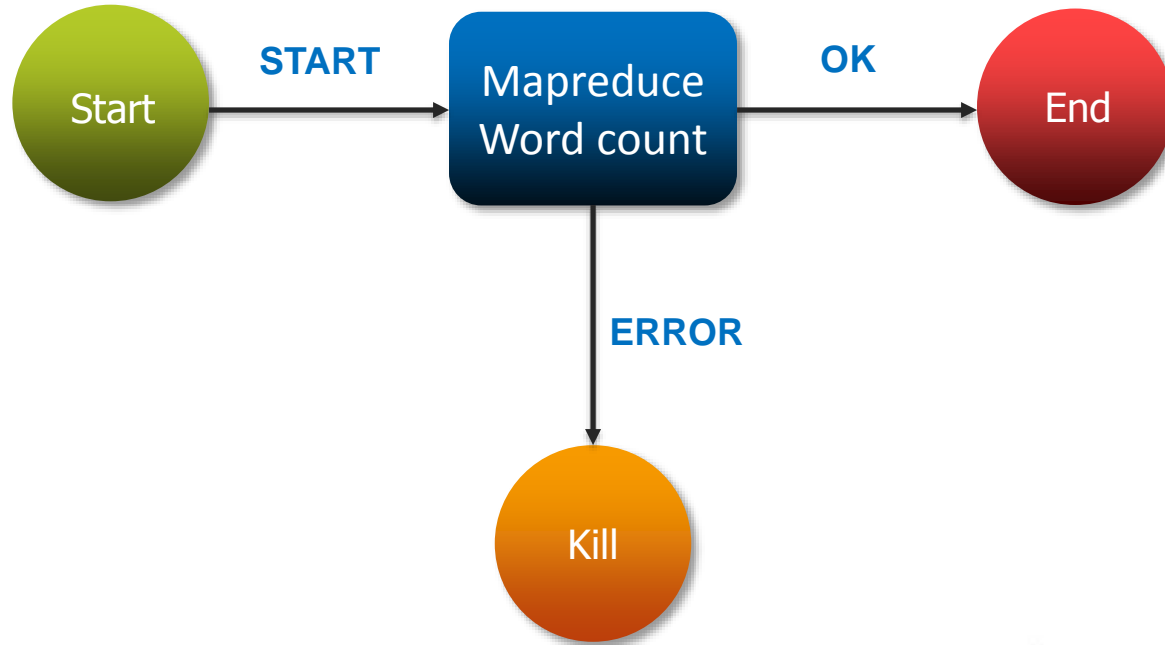 Start
START
Mapreduce
Word count
OK
End
ERROR
Kill